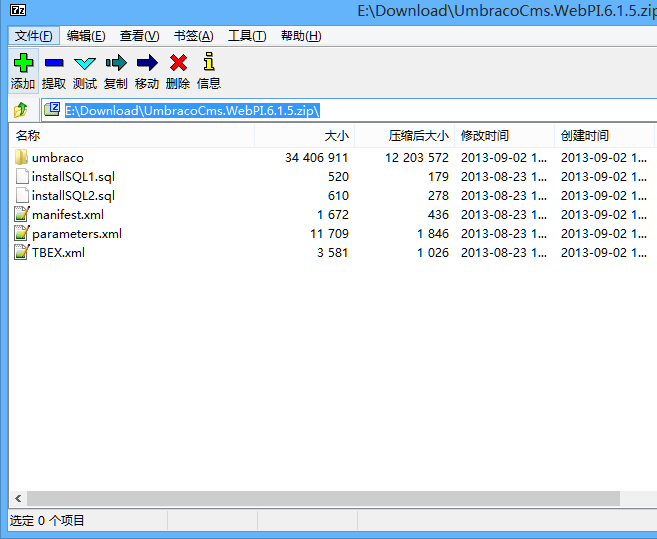 7z E:\Download\UmbracoCms.WebPI.6.1.5.zip
文件(F) 编辑(E) 查看(V) 书签(A) 工具(T) 帮助(H)
添加 提取 测试 复制 移动 删除 信息
E:\Download\UmbracoCms.WebPI.6.1.5.zip\
名称 大小 压缩后大小 修改时间 创建时间
umbraco 34 406 911 12 203 572 2013-09-02 1... 2013-09-02 1...
installSQL1.sql 520 179 2013-08-23 1... 2013-09-02 1...
installSQL2.sql 610 278 2013-08-23 1... 2013-09-02 1...
manifest.xml 1 672 436 2013-08-23 1... 2013-09-02 1...
parameters.xml 11 709 1 846 2013-08-23 1... 2013-09-02 1...
TBEX.xml 3 581 1 026 2013-08-23 1... 2013-09-02 1...
选定 0 个项目